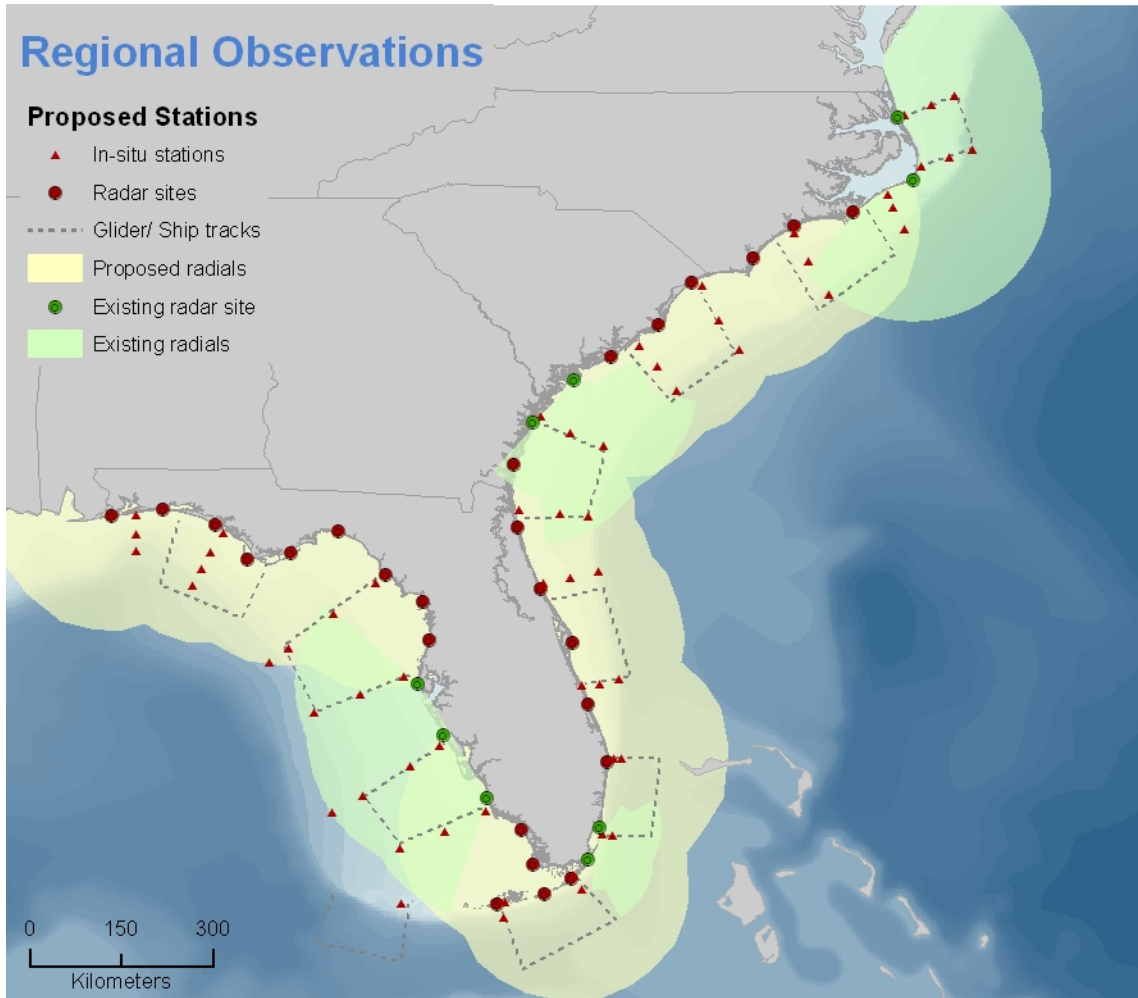 Regional Observations
Proposed Stations
In-situ stations
Radar sites
Glider/ Ship tracks
Proposed radials
Existing radar site
Existing radials
0 150 300
Kilometers